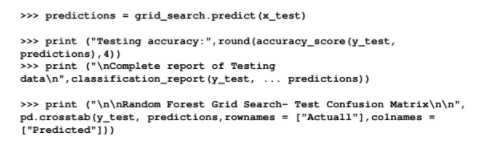 >>> predictions = grid_search.predict(x_test)
>>> print ("Testing accuracy:",round(accuracy_score(y_test,
predictions),4))
>>> print ("\nComplete report of Testing
data\n",classification_report(y_test, ... predictions))
>>> print ("\n\nRandom Forest Grid Search- Test Confusion Matrix\n\n",
pd.crosstab(y_test, predictions,rownames = ["Actuall"],colnames =
["Predicted"]))